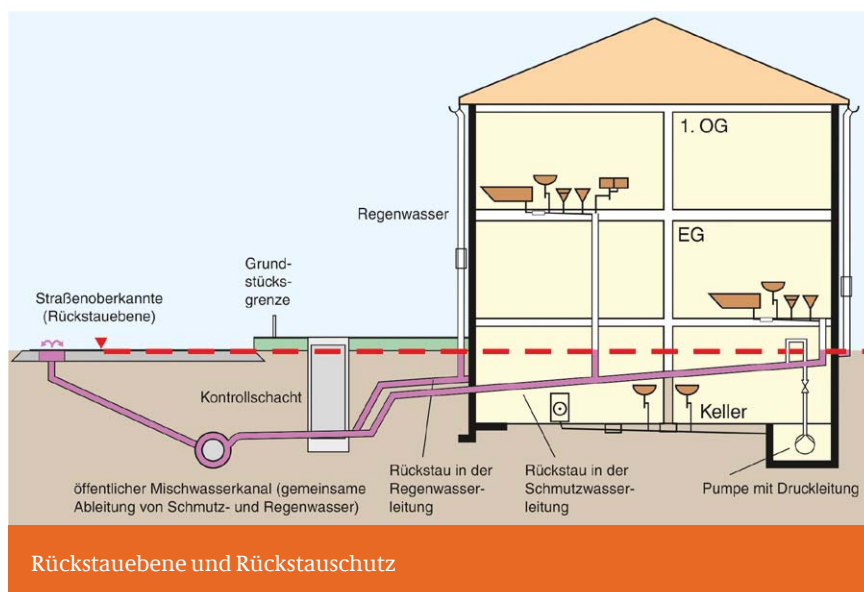 1. OG
Regenwasser
EG
Grund-
stücks-
grenze
Straßenoberkannte
(Rückstauebene)
Kontrollschacht
Keller
öffentlicher Mischwasserkanal (gemeinsame
Ableitung von Schmutz- und Regenwasser)
Rückstau in der
Regenwasser-
leitung
Rückstau in der
Schmutzwasser-
leitung
Pumpe mit Druckleitung
Rückstauebene und Rückstauschutz